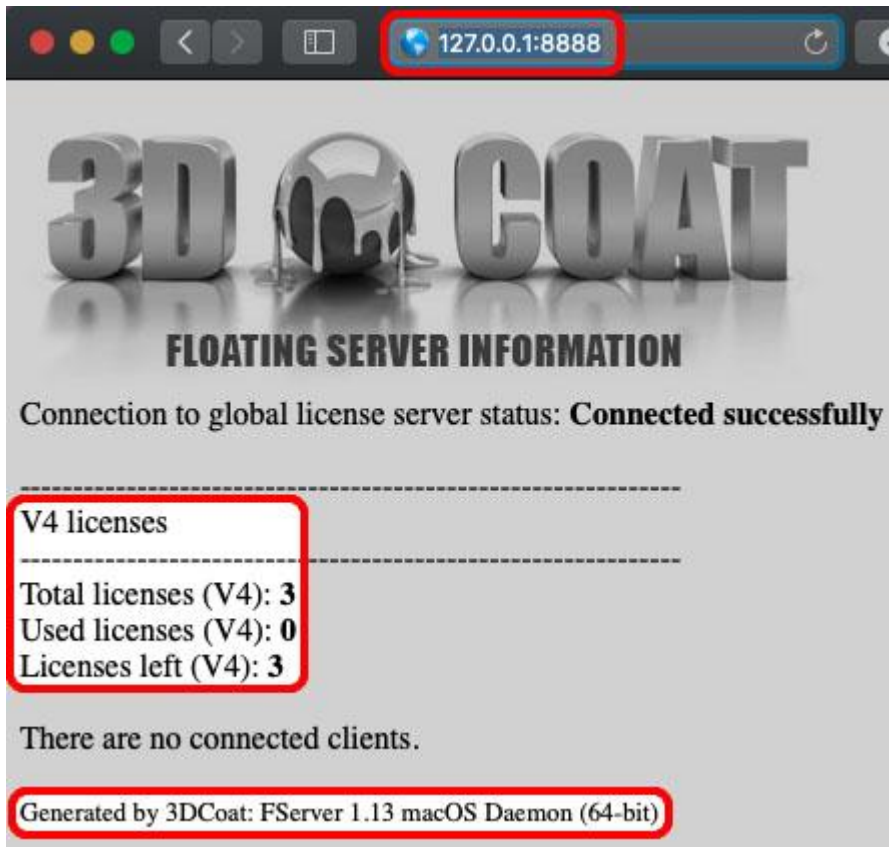 127.0.0.1:8888
3D COAT
FLOATING SERVER INFORMATION
Connection to global license server status: Connected successfully
--------------------------------------------------------------
V4 licenses
--------------------------------------------------------------
Total licenses (V4): 3
Used licenses (V4): 0
Licenses left (V4): 3
There are no connected clients.
Generated by 3DCoat: FServer 1.13 macOS Daemon (64-bit)